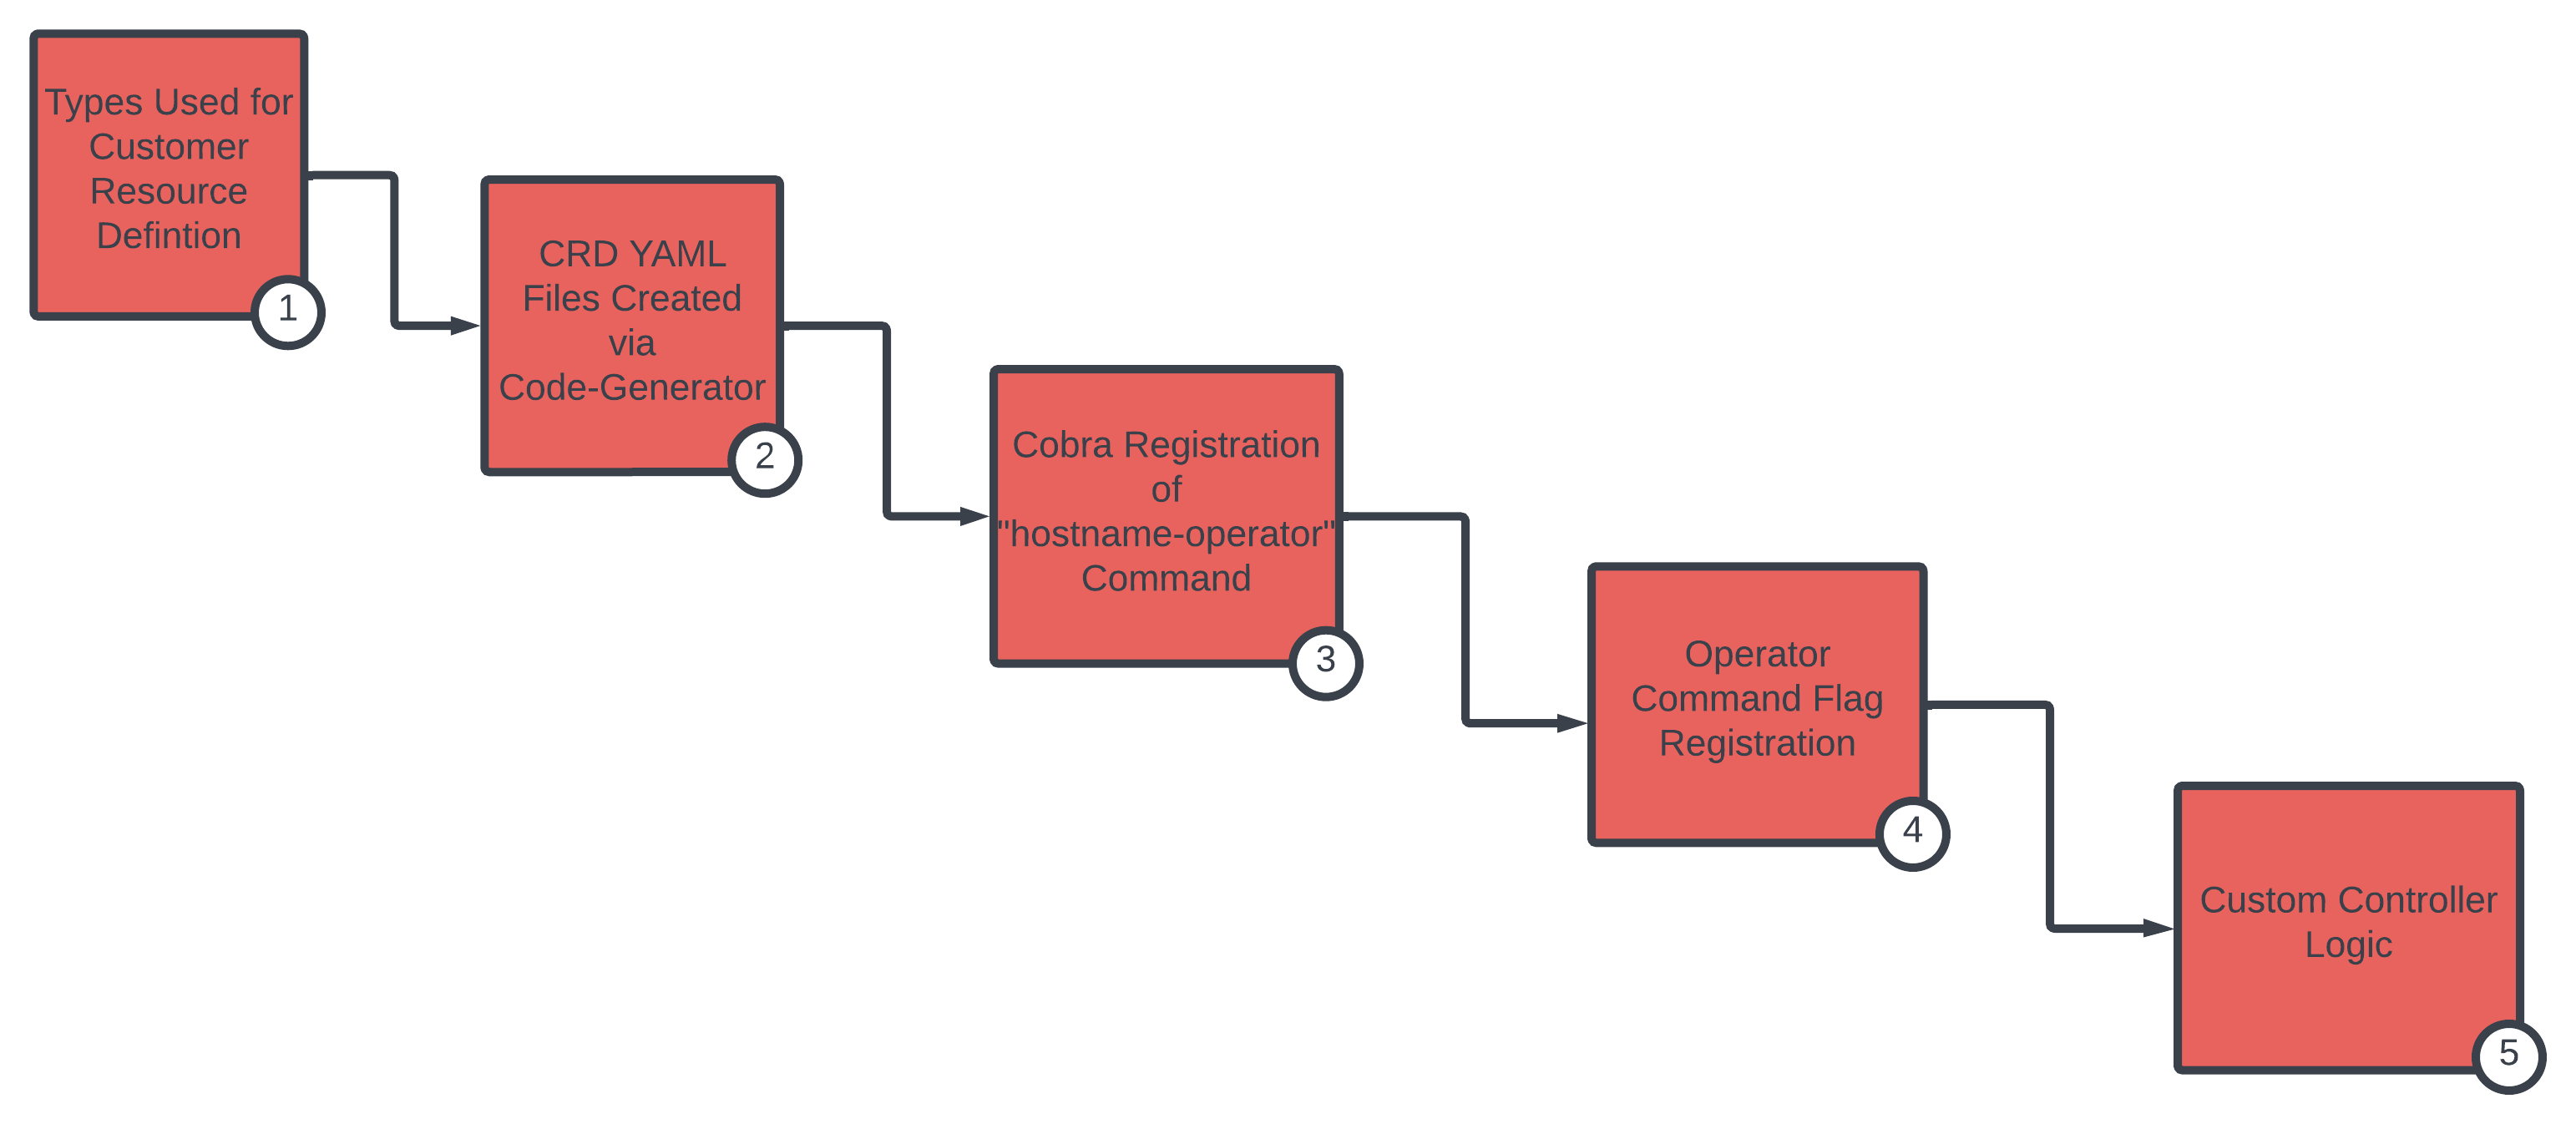 Types Used for
Customer
Resource
Defintion
1
CRD YAML
Files Created
via
Code-Generator
2
Cobra Registration
of
"hostname-operator"
Command
3
Operator
Command Flag
Registration
4
Custom Controller
Logic
5